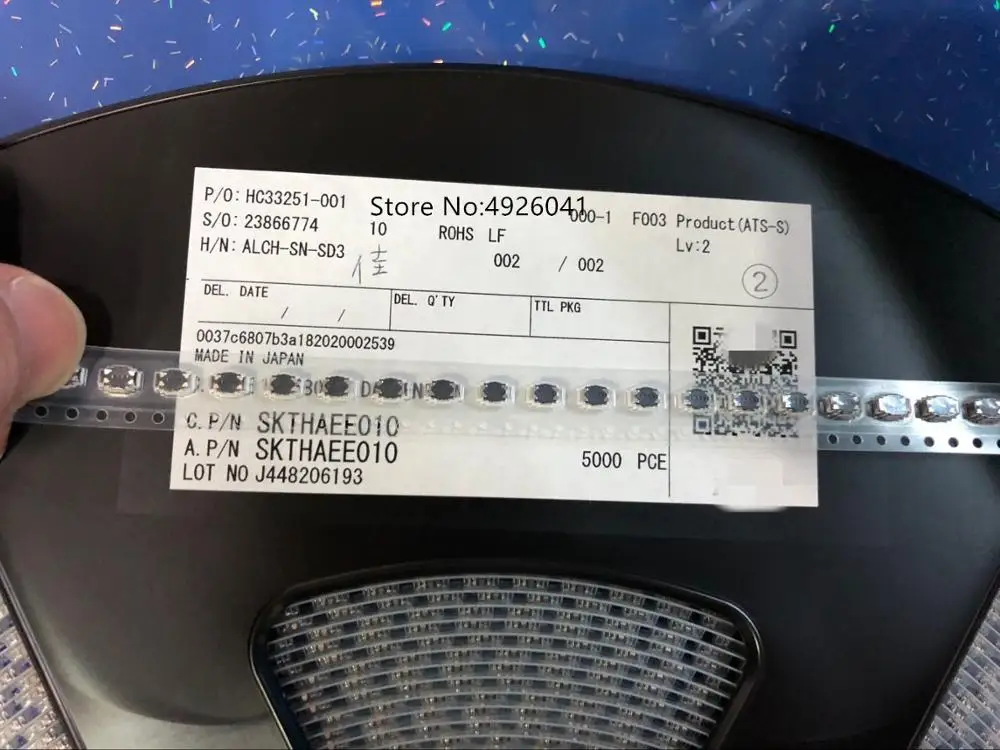 P/O: HC33251-001
Store No:4926041
000-1 F003 Product(ATS-S)
S/O: 23866774 10 ROHS LF Lv:2
H/N: ALCH-SN-SD3 佳 002 / 002
2
DEL. DATE DEL. Q'TY TTL PKG
/ /
0037c6807b3a182020002539
MADE IN JAPAN
C. P/N SKTHAEE010
A. P/N SKTHAEE010
5000 PCE
LOT NO J448206193